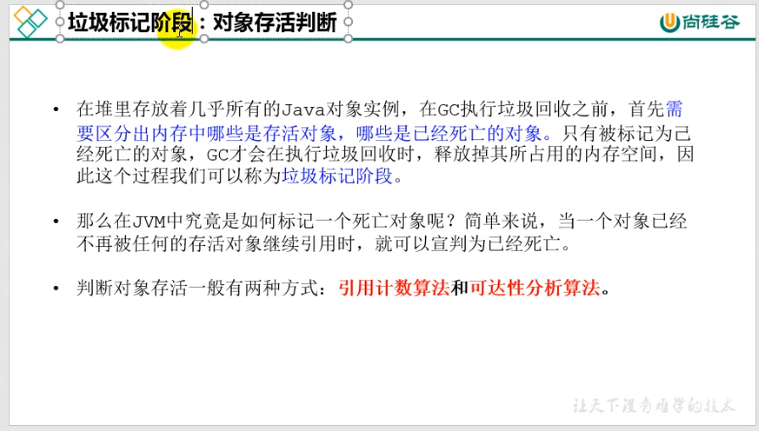 垃圾标记阶段：对象存活判断
尚硅谷
• 在堆里存放着几乎所有的Java对象实例，在GC执行垃圾回收之前，首先需
要区分出内存中哪些是存活对象，哪些是已经死亡的对象。只有被标记为己
经死亡的对象，GC才会在执行垃圾回收时，释放掉其所占用的内存空间，因
此这个过程我们可以称为垃圾标记阶段。
• 那么在JVM中究竟是如何标记一个死亡对象呢？简单来说，当一个对象已经
不再被任何的存活对象继续引用时，就可以宣判为已经死亡。
• 判断对象存活一般有两种方式：引用计数算法和可达性分析算法。
让天下没有难学的技术